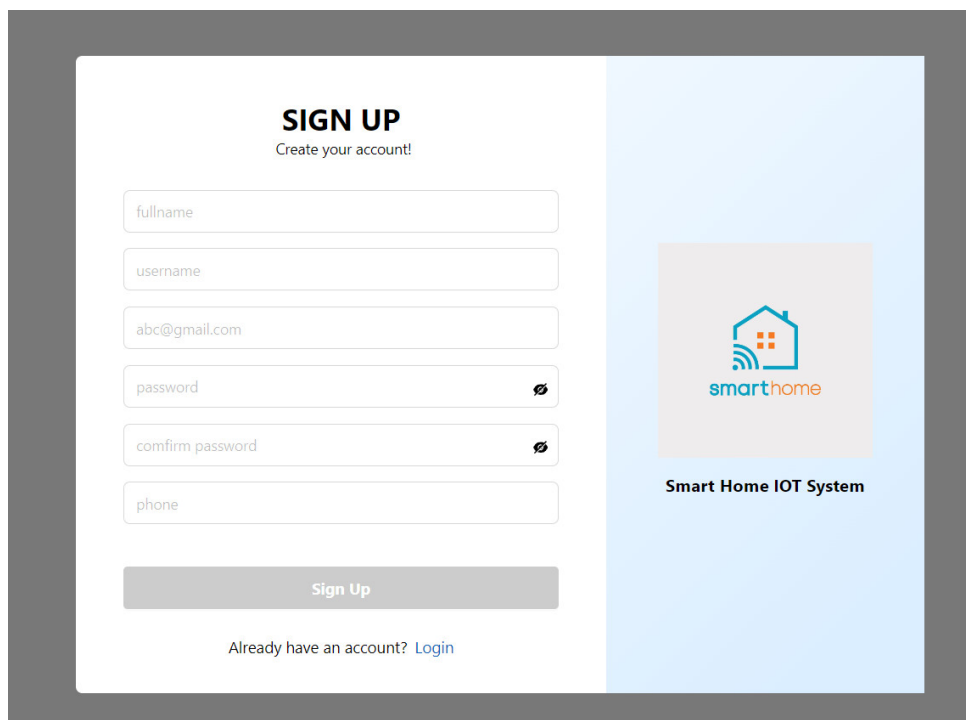 SIGN UP
Create your account!
fullname
username
abc@gmail.com
password
comfirm password
phone
Sign Up
Already have an account? Login
smarthome
Smart Home IOT System